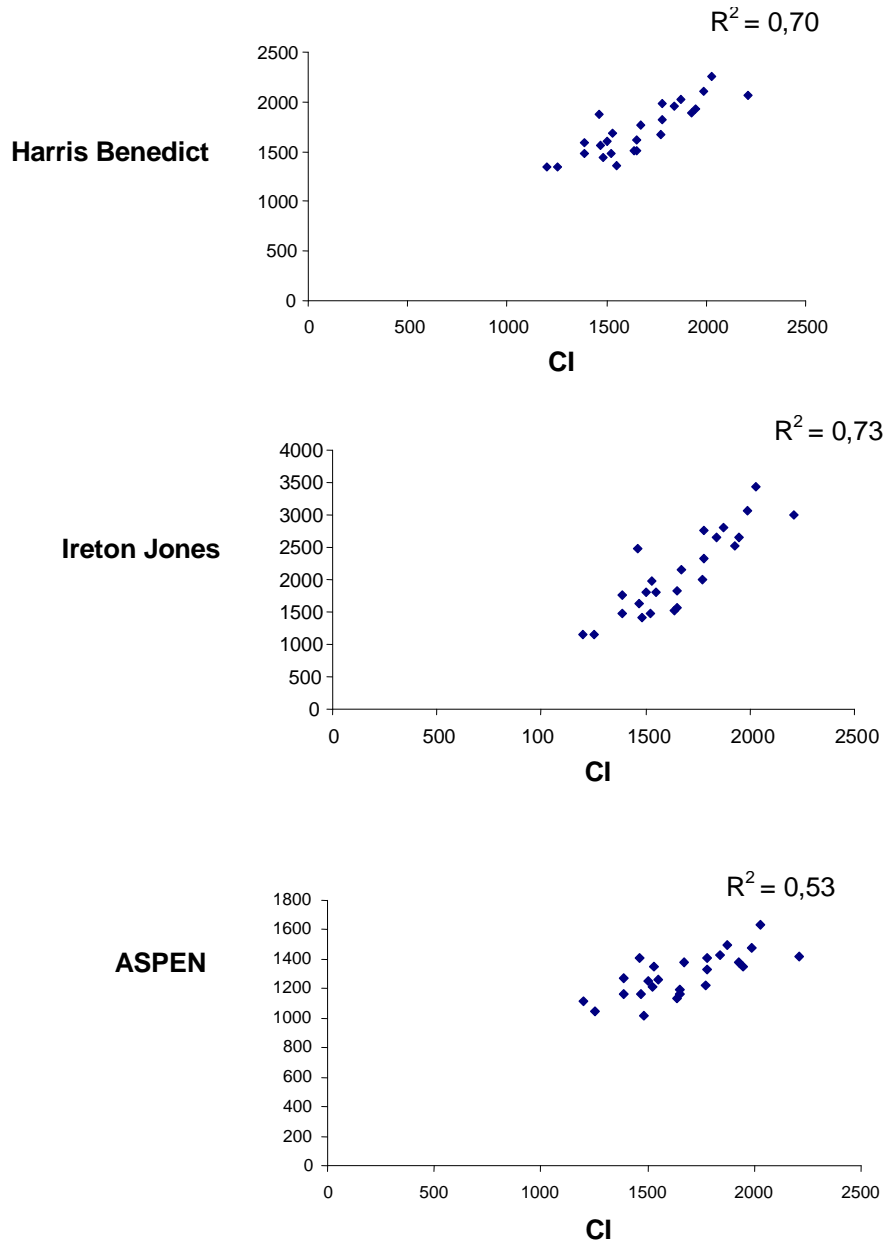 R² = 0,70
2500
2000
1500
1000
500
0
Harris Benedict
0 500 1000 1500 2000 2500
CI
R² = 0,73
4000
3500
3000
2500
2000
1500
1000
500
0
Ireton Jones
0 500 100 1500 2000 2500
CI
R² = 0,53
1800
1600
1400
1200
1000
800
600
400
200
0
ASPEN
0 500 1000 1500 2000 2500
CI